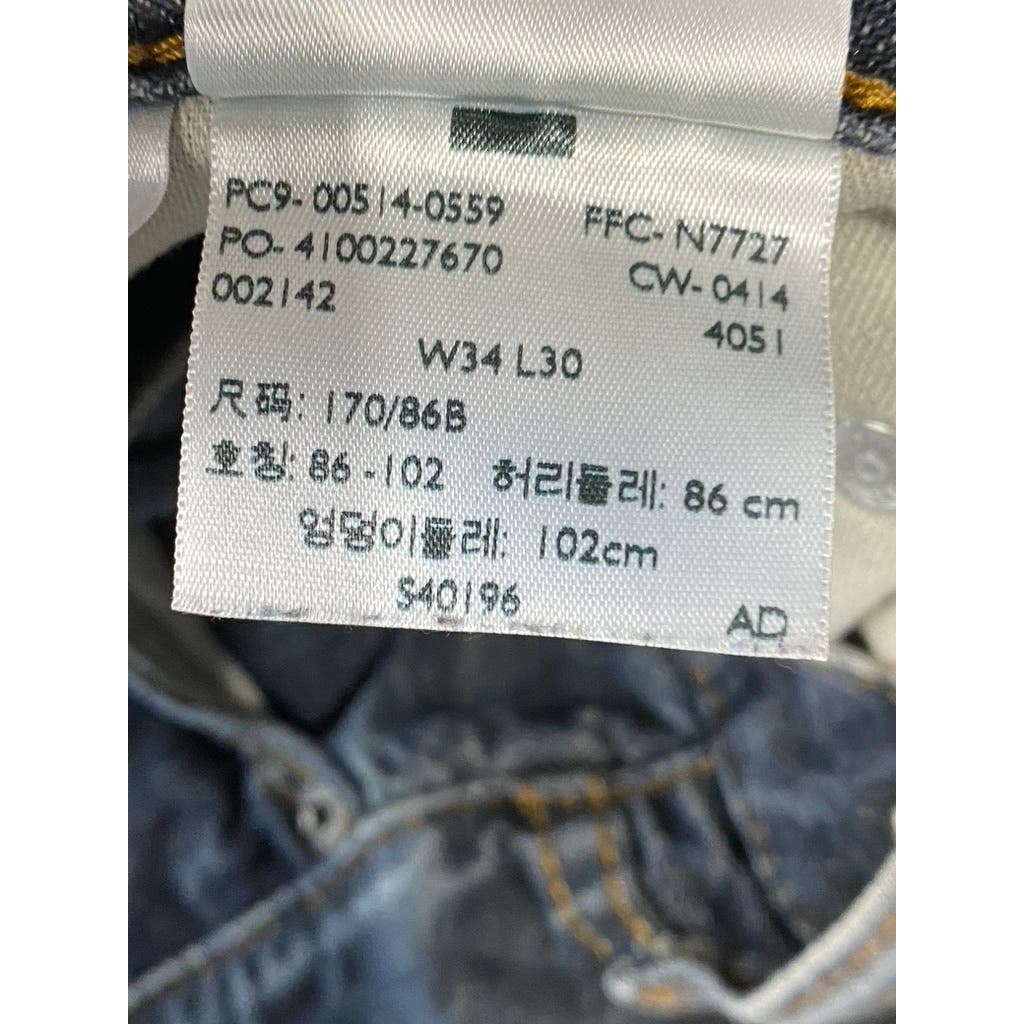 PC9- 00514-0559 FFC- N7727
PO- 4100227670 CW- 0414
002142 4051
W34 L30
尺码: 170/86B
호칭: 86 - 102 허리둘레: 86 cm
엉덩이둘레: 102cm
S40196 AD